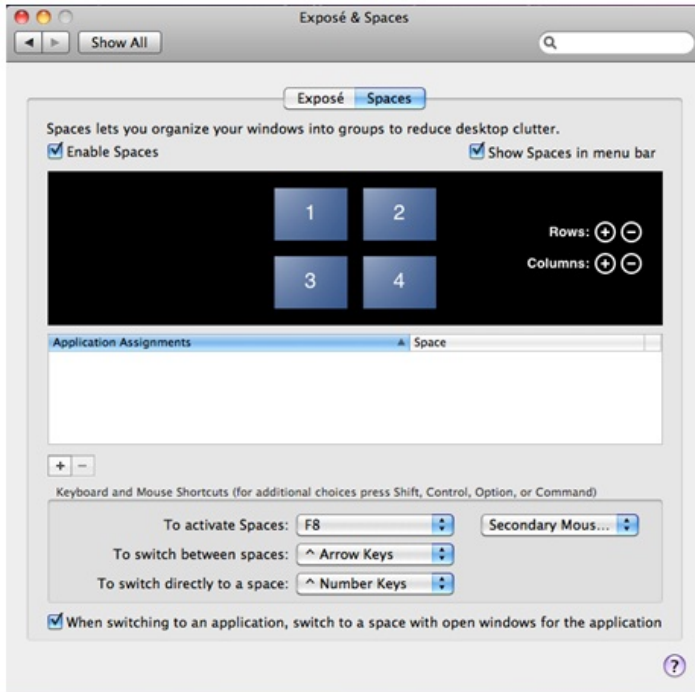 Exposé & Spaces
Show All
Exposé Spaces
Spaces lets you organize your windows into groups to reduce desktop clutter.
Enable Spaces Show Spaces in menu bar
1 2
Rows:
Columns:
3 4
Application Assignments Space
Keyboard and Mouse Shortcuts (for additional choices press Shift, Control, Option, or Command)
To activate Spaces: F8 Secondary Mous...
To switch between spaces: ^ Arrow Keys
To switch directly to a space: ^ Number Keys
When switching to an application, switch to a space with open windows for the application
?